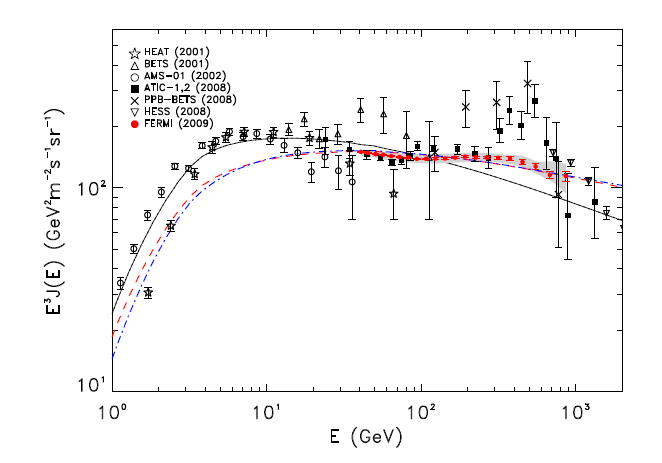 HEAT (2001)
BETS (2001)
AMS-01 (2002)
ATIC-1,2 (2008)
PPB-BETS (2008)
HESS (2008)
FERMI (2009)
E³J(E) (GeV²m⁻²s⁻¹sr⁻¹)
10²
10¹
10⁰ 10¹ 10² 10³
E (GeV)